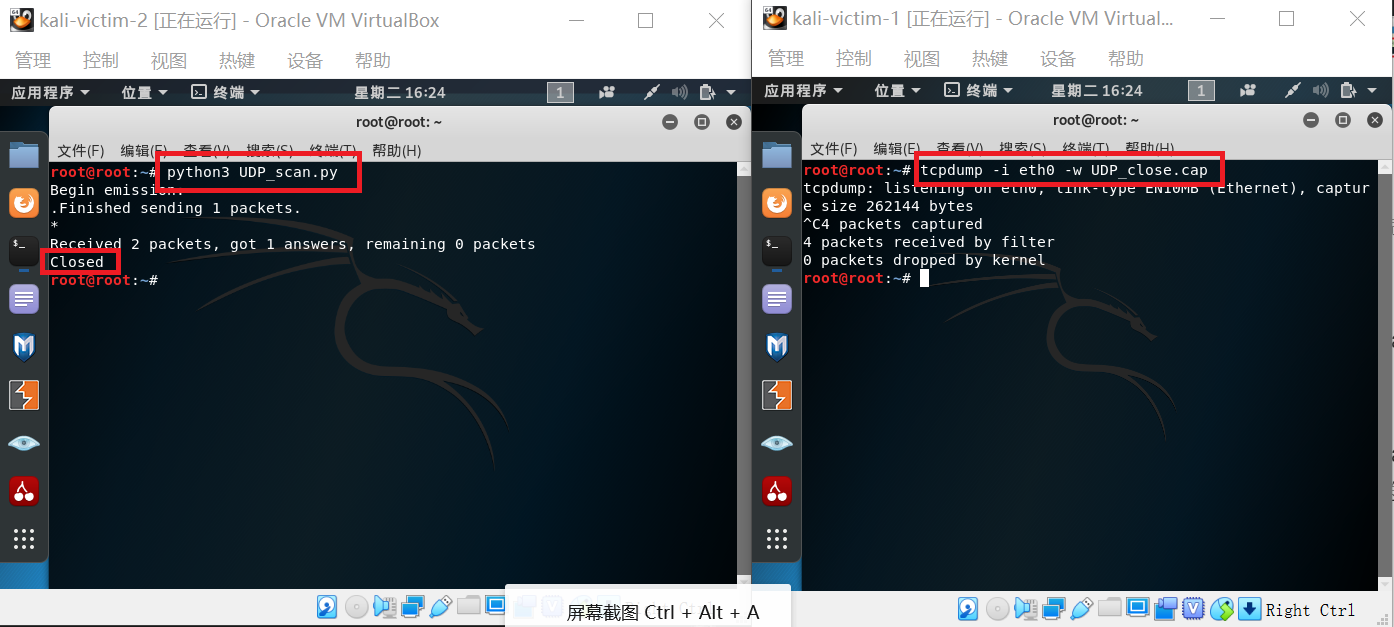 kali-victim-2 [正在运行] - Oracle VM VirtualBox
管理 控制 视图 热键 设备 帮助
应用程序 位置 终端 星期二 16:24 1
root@root: ~
文件(F) 编辑(E) 查看(V) 搜索(S) 终端(T) 帮助(H)
root@root:~# python3 UDP_scan.py
Begin emission:
.Finished sending 1 packets.
*
Received 2 packets, got 1 answers, remaining 0 packets
Closed
root@root:~#
屏幕截图 Ctrl + Alt + A
kali-victim-1 [正在运行] - Oracle VM Virtual...
管理 控制 视图 热键 设备 帮助
应用程序 位置 终端 星期二 16:24 1
root@root: ~
文件(F) 编辑(E) 查看(V) 搜索(S) 终端(T) 帮助(H)
root@root:~# tcpdump -i eth0 -w UDP_close.cap
tcpdump: listening on eth0, link-type EN10MB (Ethernet), captur
e size 262144 bytes
^C4 packets captured
4 packets received by filter
0 packets dropped by kernel
root@root:~#
Right Ctrl